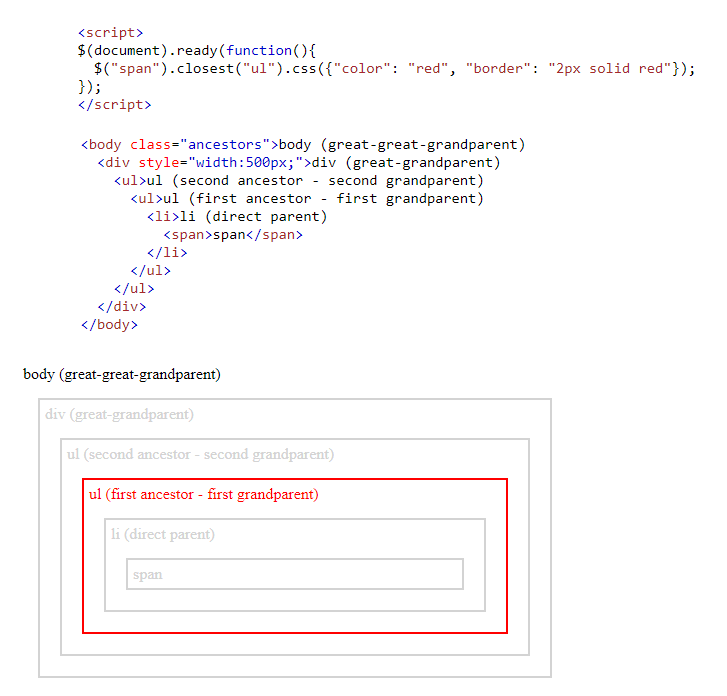 <script>
$(document).ready(function(){
  $("span").closest("ul").css({"color": "red", "border": "2px solid red"});
});
</script>
<body class="ancestors">body (great-great-grandparent)
  <div style="width:500px;">div (great-grandparent)
    <ul>ul (second ancestor - second grandparent)
      <ul>ul (first ancestor - first grandparent)
        <li>li (direct parent)
          <span>span</span>
        </li>
      </ul>
    </ul>
  </div>
</body>
body (great-great-grandparent)
div (great-grandparent)
ul (second ancestor - second grandparent)
ul (first ancestor - first grandparent)
li (direct parent)
span